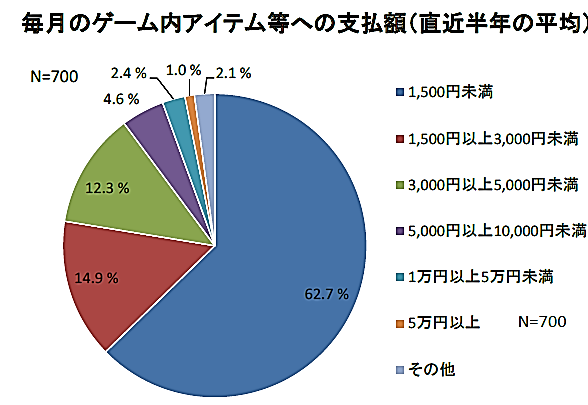 毎月のゲーム内アイテム等への支払額(直近半年の平均)
N=700
2.4 %
1.0 %
2.1 %
4.6 %
12.3 %
14.9 %
62.7 %
1,500円未満
1,500円以上3,000円未満
3,000円以上5,000円未満
5,000円以上10,000円未満
1万円以上5万円未満
5万円以上
N=700
その他